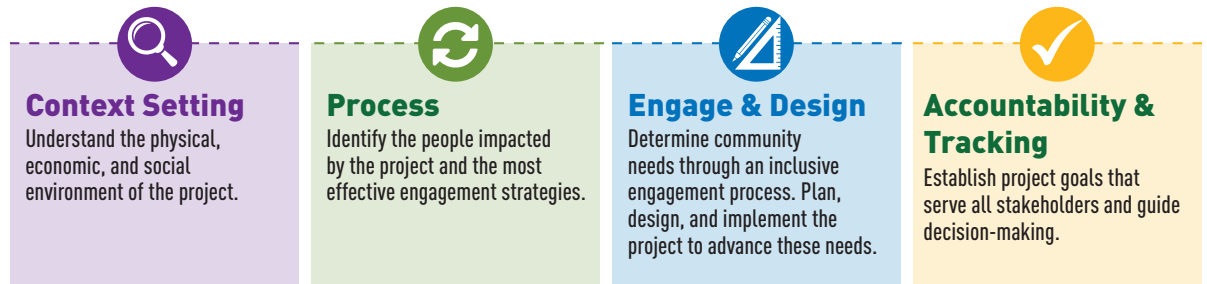 Context Setting
Understand the physical,
economic, and social
environment of the project.
Process
Identify the people impacted
by the project and the most
effective engagement strategies.
Engage & Design
Determine community
needs through an inclusive
engagement process. Plan,
design, and implement the
project to advance these needs.
Accountability &
Tracking
Establish project goals that
serve all stakeholders and guide
decision-making.